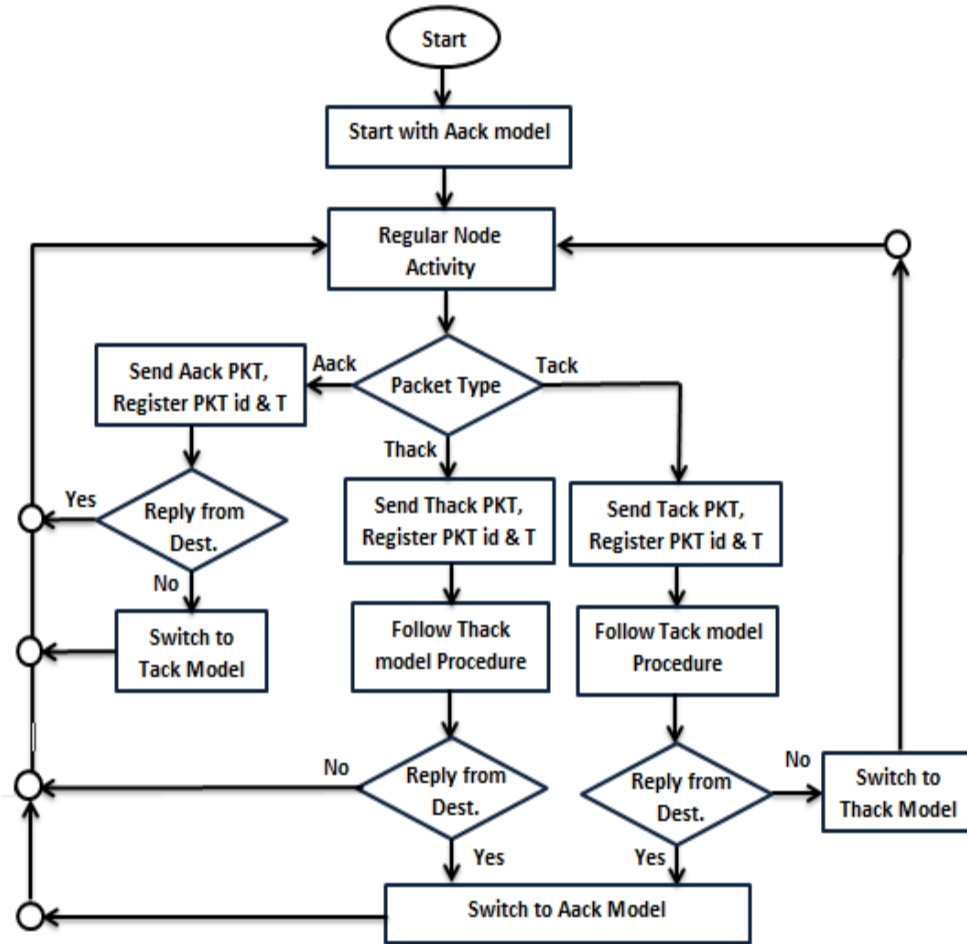 Start
Start with Aack model
Regular Node
Activity
Packet Type
Aack
Tack
Thack
Send Aack PKT,
Register PKT id & T
Reply from
Dest.
Yes
No
Switch to
Tack Model
Send Thack PKT,
Register PKT id & T
Follow Thack
model Procedure
Reply from
Dest.
No
Yes
Send Tack PKT,
Register PKT id & T
Follow Tack model
Procedure
Reply from
Dest.
No
Yes
Switch to
Thack Model
Switch to Aack Model